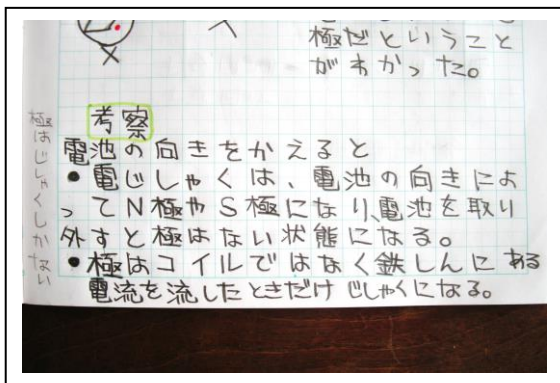 極だということ
がわかった。
考察
電池の向きをかえると
●電じしゃくは、電池の向きによ
ってN極やS極になり、電池を取り
外すと極はない状態になる。
●極はコイルではなく鉄しんにある
電流を流したときだけじしゃくになる。
極はじしゃくしかない